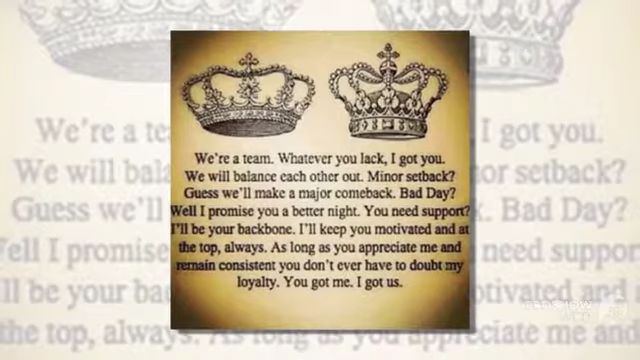 We're a team. Whatever you lack, I got you.
We will balance each other out. Minor setback?
Guess we'll make a major comeback. Bad Day?
Well I promise you a better night. You need support?
I'll be your backbone. I'll keep you motivated and at
the top, always. As long as you appreciate me and
remain consistent you don't ever have to doubt my
loyalty. You got me. I got us.